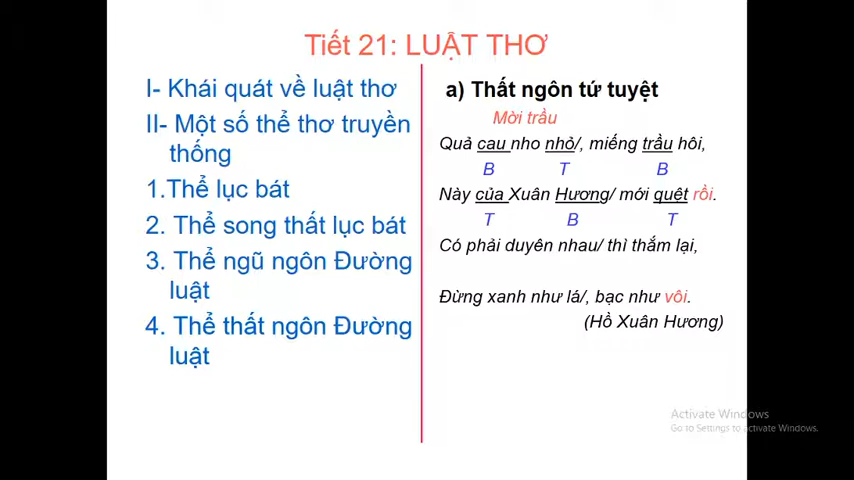 Tiết 21: LUẬT THƠ
I- Khái quát về luật thơ
II- Một số thể thơ truyền
thống
1.Thể lục bát
2. Thể song thất lục bát
3. Thể ngũ ngôn Đường
luật
4. Thể thất ngôn Đường
luật
a) Thất ngôn tứ tuyệt
Mời trầu
Quả cau nho nhỏ/, miếng trầu hôi,
B T B
Này của Xuân Hương/ mới quệt rồi.
T B T
Có phải duyên nhau/ thì thắm lại,
Đừng xanh như lá/, bạc như vôi.
(Hồ Xuân Hương)
Activate Windows
Go to Settings to activate Windows.